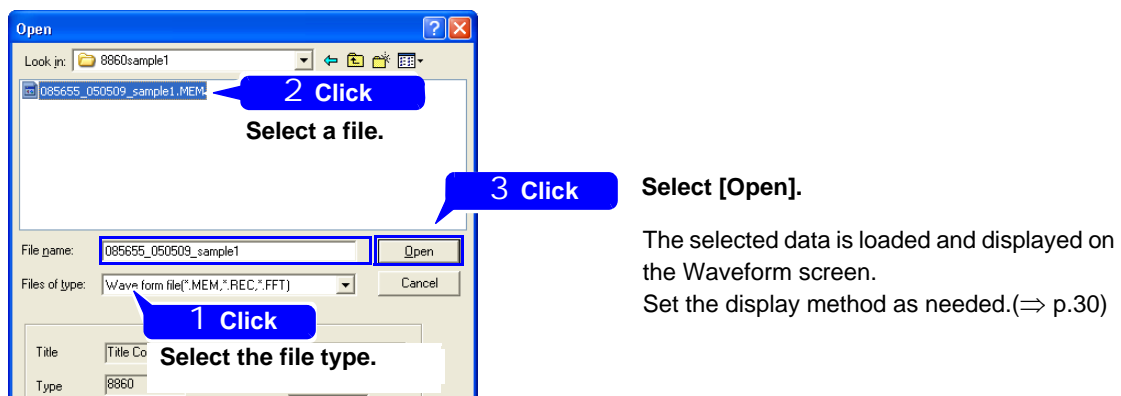 Open
Look in: 8860sample1
085655_050509_sample1.MEM
2 Click
Select a file.
3 Click
Select [Open].
The selected data is loaded and displayed on
the Waveform screen.
Set the display method as needed.(⇒ p.30)
File name: 085655_050509_sample1 Open
Files of type: Wave form file(*.MEM,*.REC,*.FFT) Cancel
1 Click
Select the file type.
Title Title Co
Type 8860